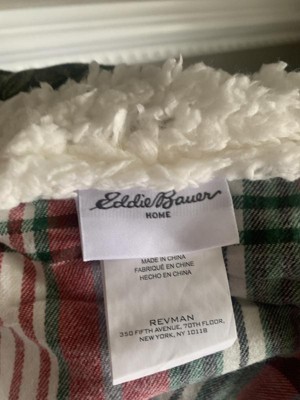 Eddie Bauer
HOME
MADE IN CHINA
FABRIQUÉ EN CHINE
HECHO EN CHINA
REVMAN
350 FIFTH AVENUE, 70TH FLOOR,
NEW YORK, NY 10118